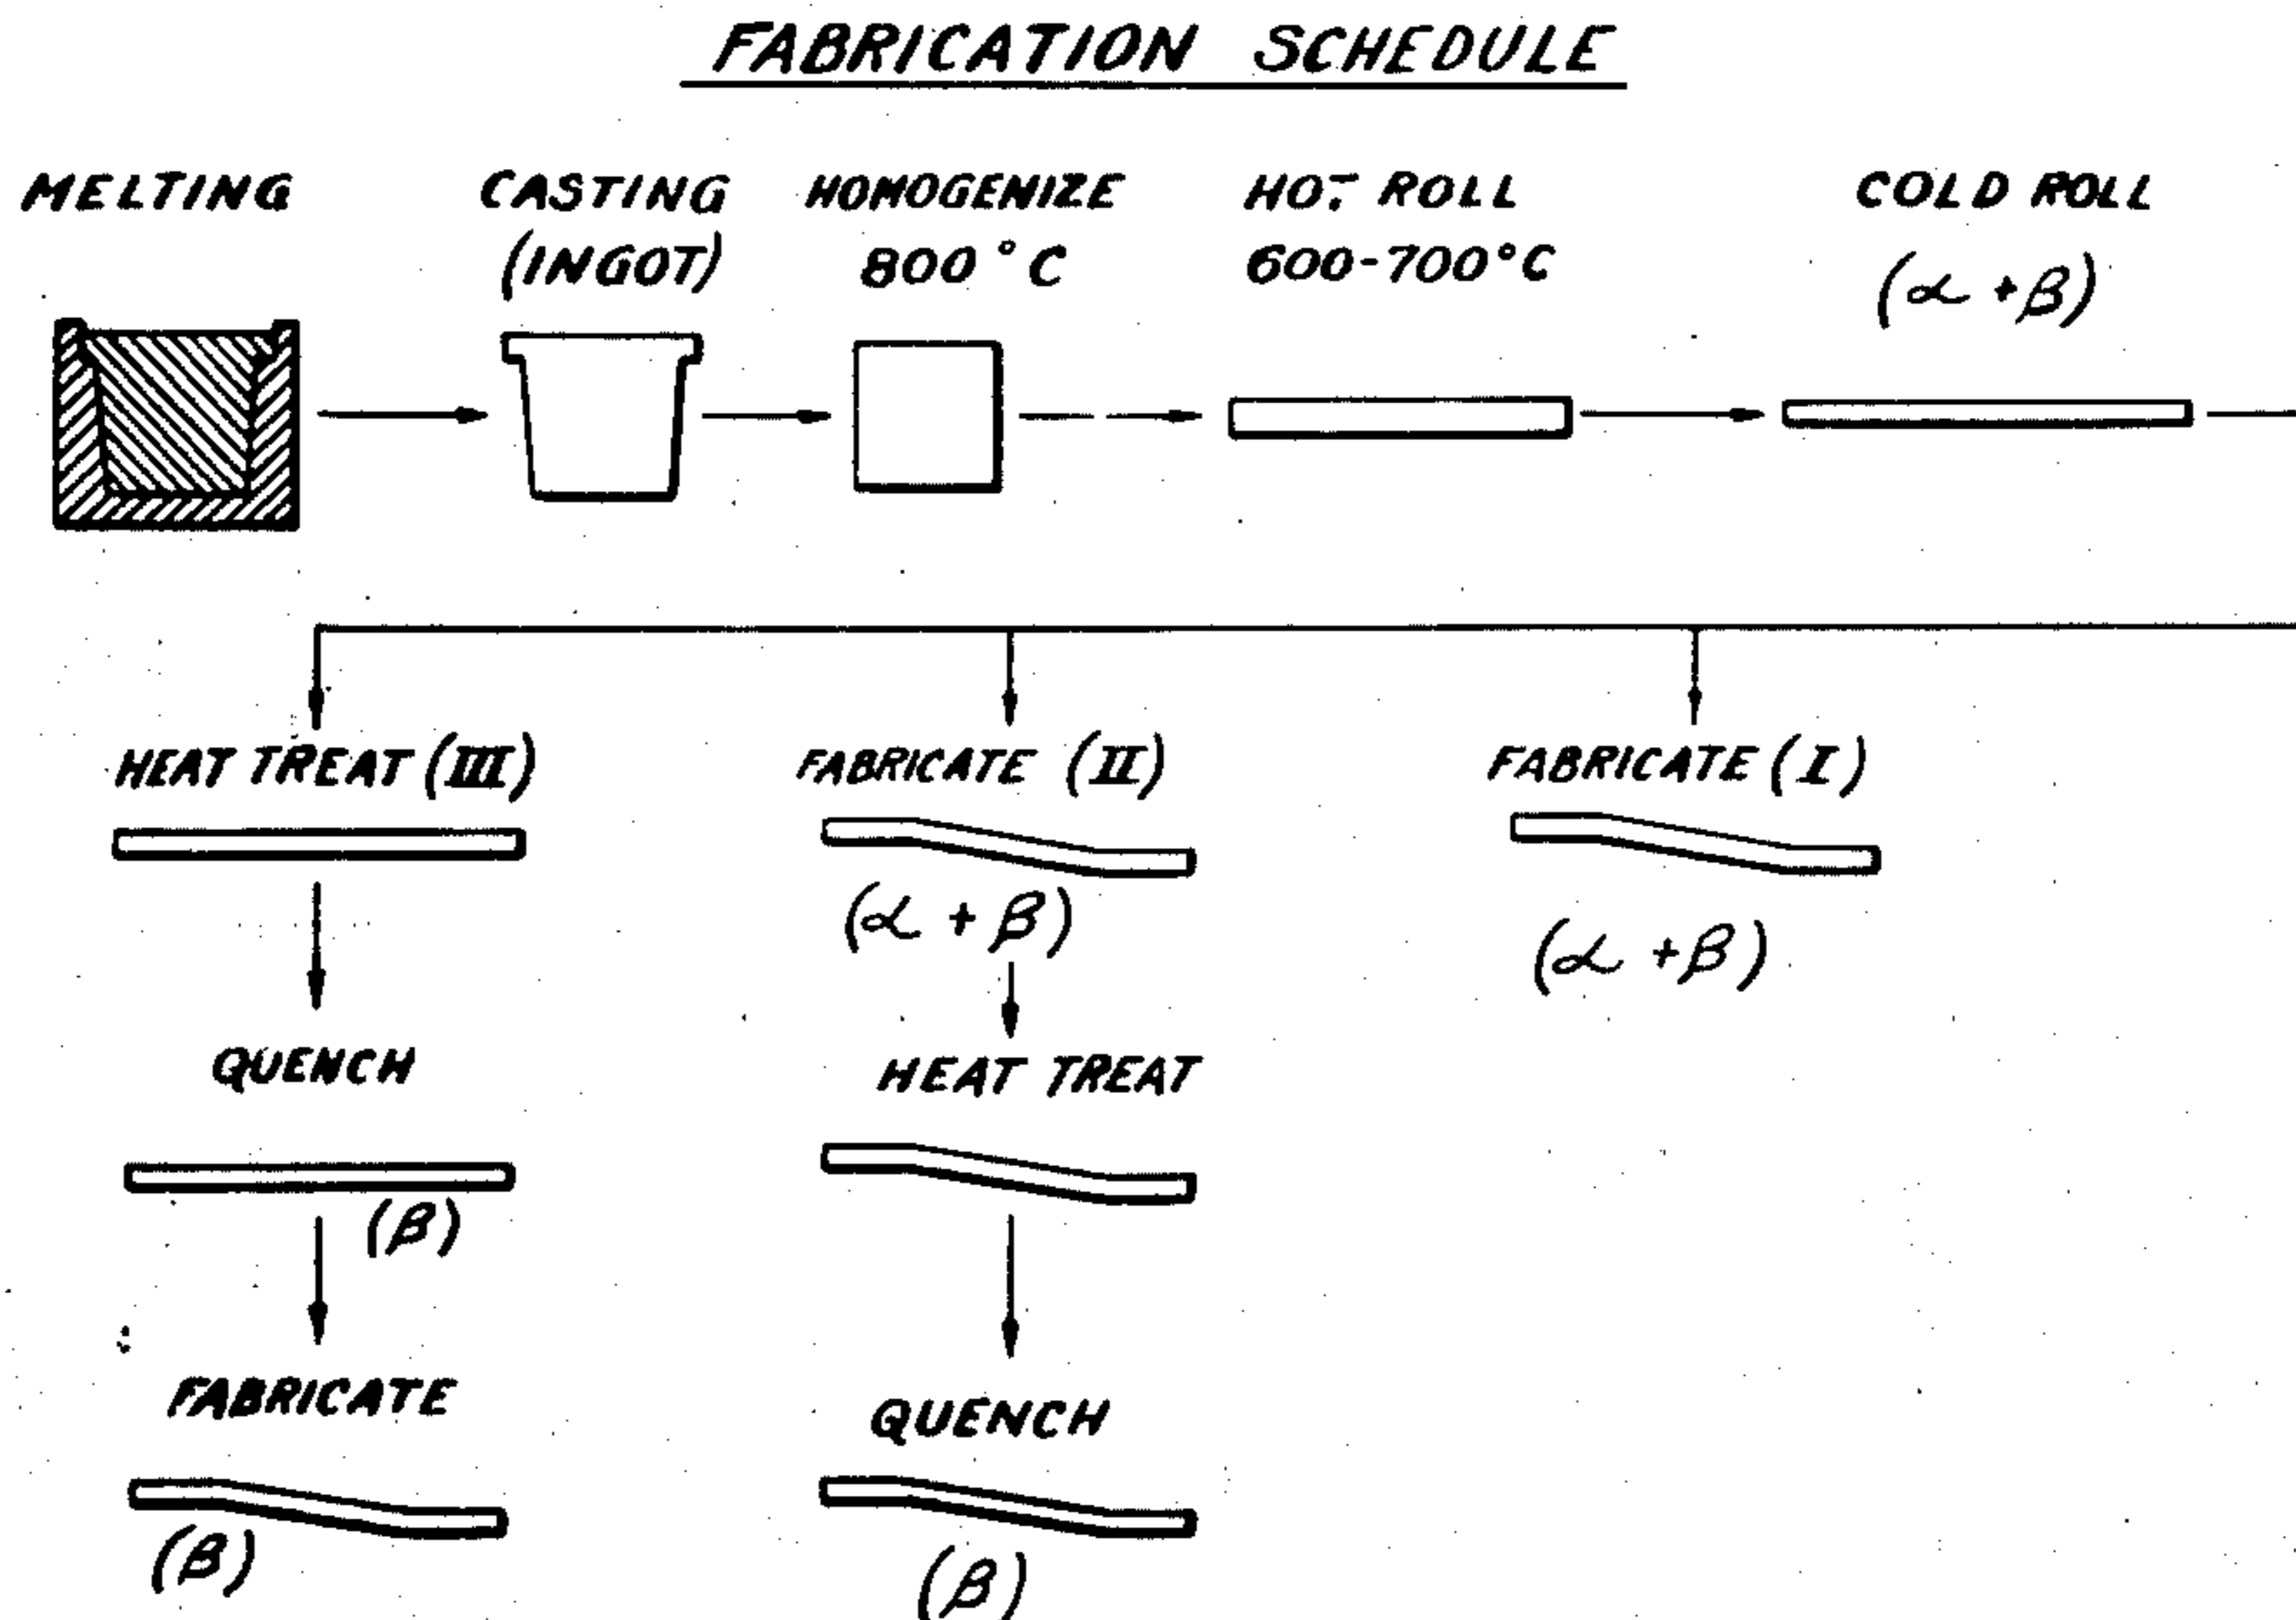 FABRICATION SCHEDULE
MELTING
CASTING
(INGOT)
HOMOGENIZE
800°C
HOT ROLL
600-700°C
COLD ROLL
(α + β)
HEAT TREAT (III)
FABRICATE (II)
FABRICATE (I)
(α + β)
(α + β)
QUENCH
HEAT TREAT
(β)
FABRICATE
QUENCH
(β)
(β)